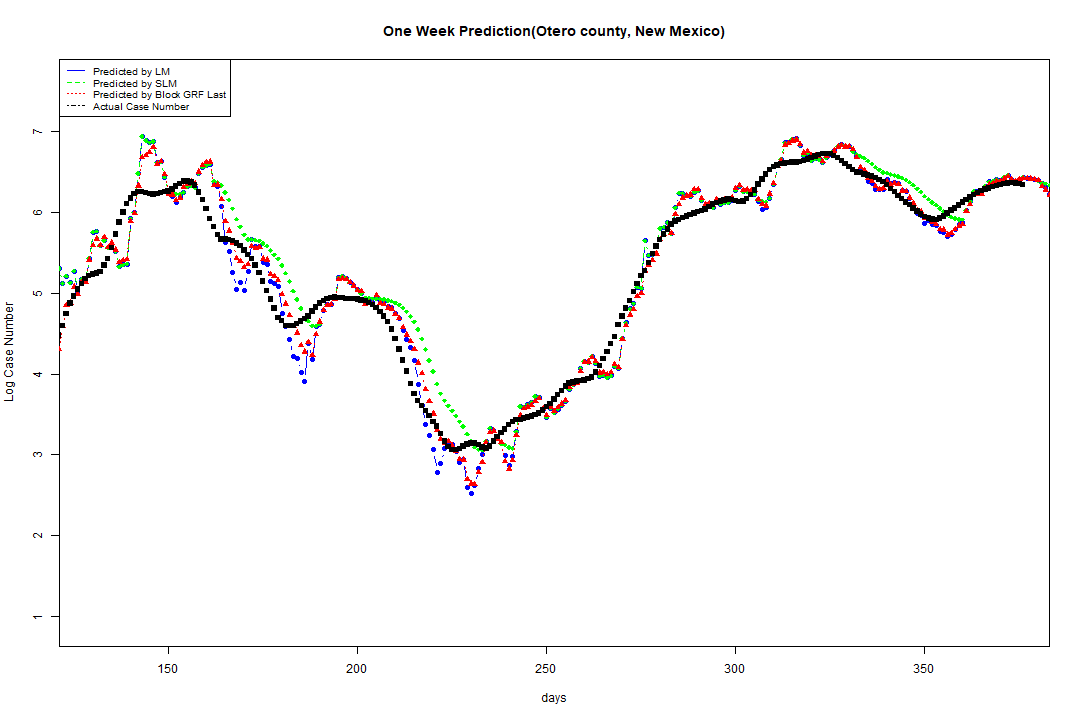 One Week Prediction(Otero county, New Mexico)
Predicted by LM
Predicted by SLM
Predicted by Block GRF Last
Actual Case Number
7
6
5
4
3
2
1
Log Case Number
150 200 250 300 350
days